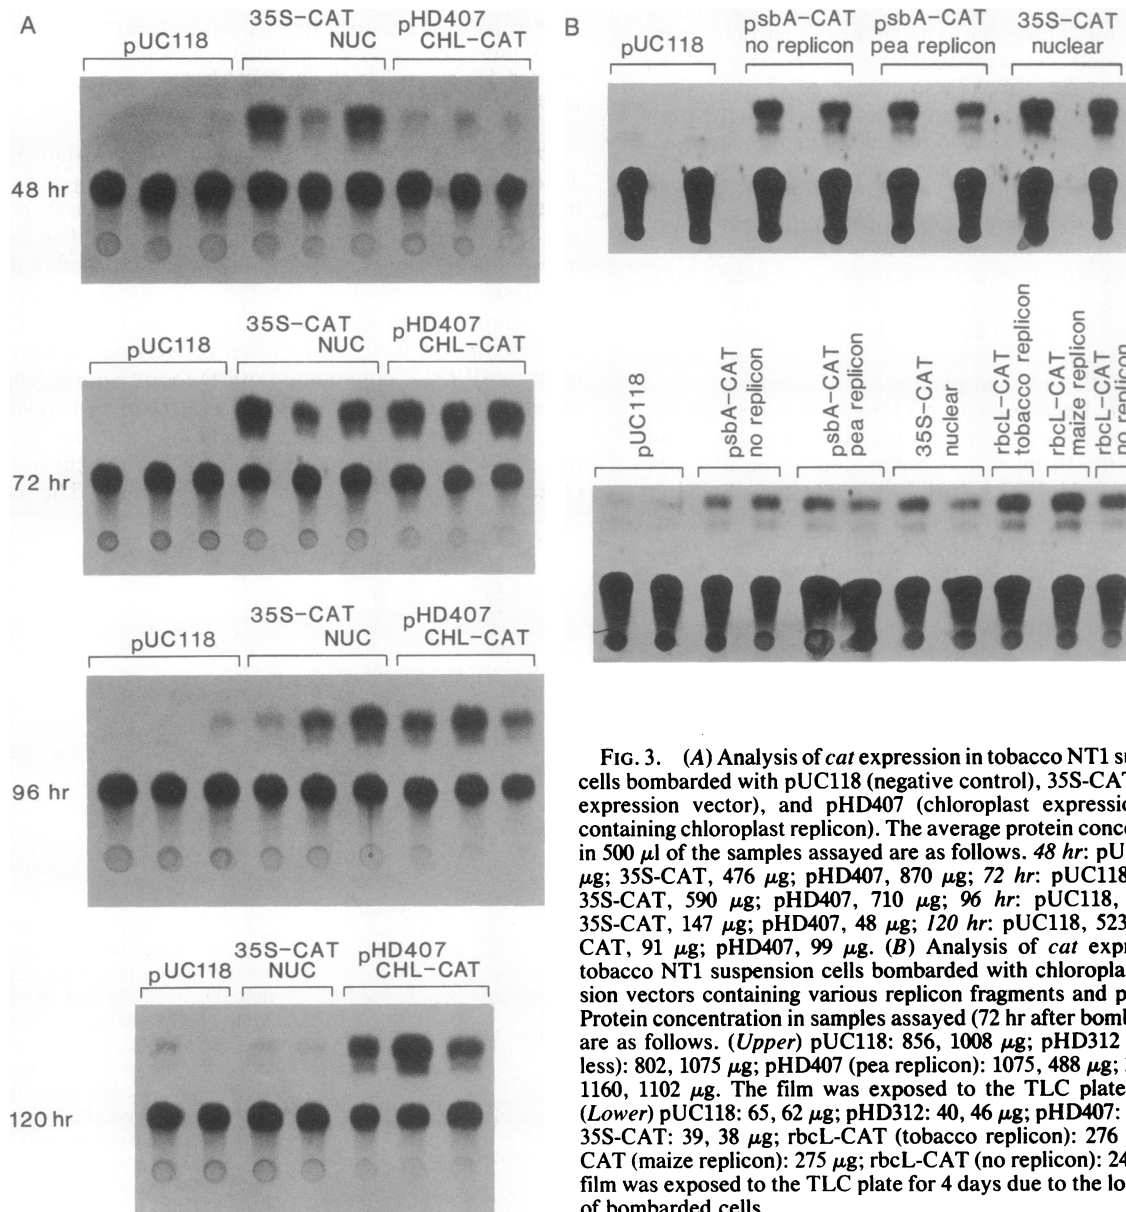 A
pUC118
35S-CAT
NUC
pHD407
CHL-CAT
48 hr
pUC118
35S-CAT
NUC
pHD407
CHL-CAT
72 hr
pUC118
35S-CAT
NUC
pHD407
CHL-CAT
96 hr
pUC118
35S-CAT
NUC
pHD407
CHL-CAT
120 hr
B
pUC118
psbA-CAT
no replicon
psbA-CAT
pea replicon
35S-CAT
nuclear
pUC118
psbA-CAT
no replicon
psbA-CAT
pea replicon
35S-CAT
nuclear
rbcL-CAT
tobacco replicon
rbcL-CAT
maize replicon
rbcL-CAT
no replicon
FIG. 3. (A) Analysis of cat expression in tobacco NT1 su
cells bombarded with pUC118 (negative control), 35S-CAT
expression vector), and pHD407 (chloroplast expressio
containing chloroplast replicon). The average protein conce
in 500 μl of the samples assayed are as follows. 48 hr: pU
μg; 35S-CAT, 476 μg; pHD407, 870 μg; 72 hr: pUC118
35S-CAT, 590 μg; pHD407, 710 μg; 96 hr: pUC118,
35S-CAT, 147 μg; pHD407, 48 μg; 120 hr: pUC118, 523
CAT, 91 μg; pHD407, 99 μg. (B) Analysis of cat expr
tobacco NT1 suspension cells bombarded with chloropla
sion vectors containing various replicon fragments and p
Protein concentration in samples assayed (72 hr after bomb
are as follows. (Upper) pUC118: 856, 1008 μg; pHD312
less): 802, 1075 μg; pHD407 (pea replicon): 1075, 488 μg;
1160, 1102 μg. The film was exposed to the TLC plate
(Lower) pUC118: 65, 62 μg; pHD312: 40, 46 μg; pHD407:
35S-CAT: 39, 38 μg; rbcL-CAT (tobacco replicon): 276
CAT (maize replicon): 275 μg; rbcL-CAT (no replicon): 24
film was exposed to the TLC plate for 4 days due to the lo
of bombarded cells.